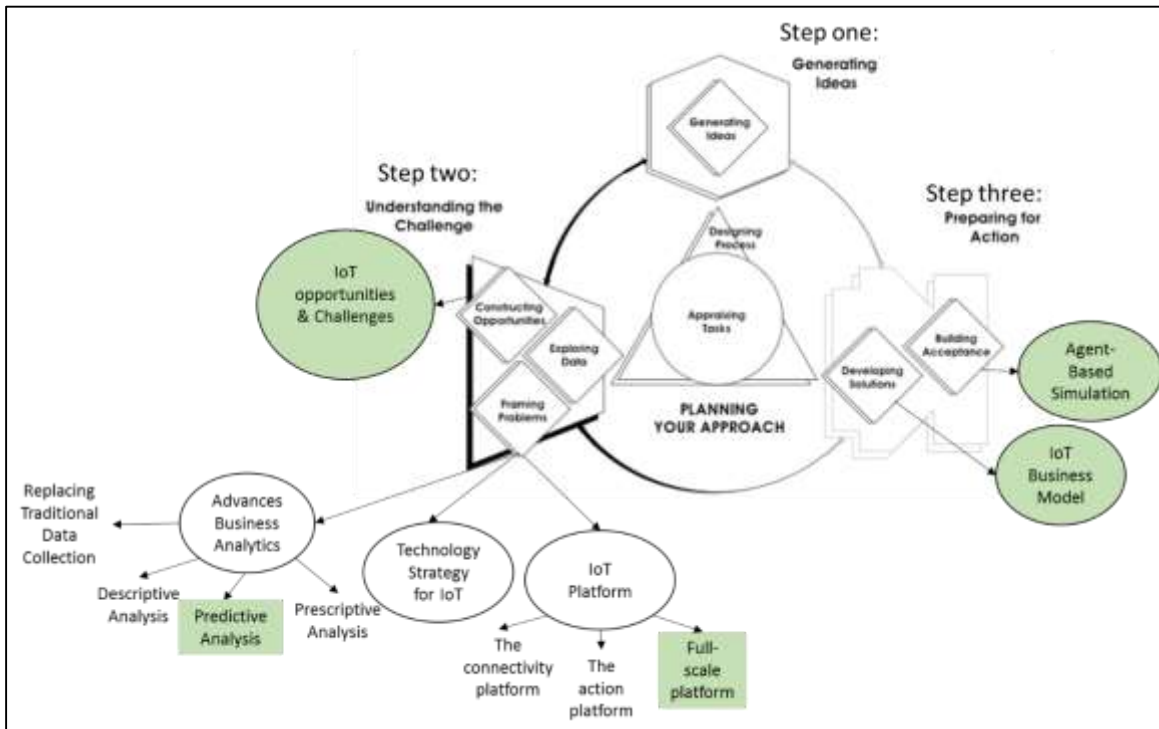 Step one:
Generating
Ideas
Generating
Ideas
Step two:
Understanding the
Challenge
Step three:
Preparing for
Action
IoT
opportunities
& Challenges
Constructing
Opportunities
Exploring
Data
Framing
Problems
Designing
Process
Appraising
Tasks
PLANNING
YOUR APPROACH
Building
Acceptance
Developing
Solutions
Agent-
Based
Simulation
IoT
Business
Model
Replacing
Traditional
Data
Collection
Advances
Business
Analytics
Descriptive
Analysis
Predictive
Analysis
Prescriptive
Analysis
Technology
Strategy
for IoT
IoT
Platform
The
connectivity
platform
The
action
platform
Full-
scale
platform